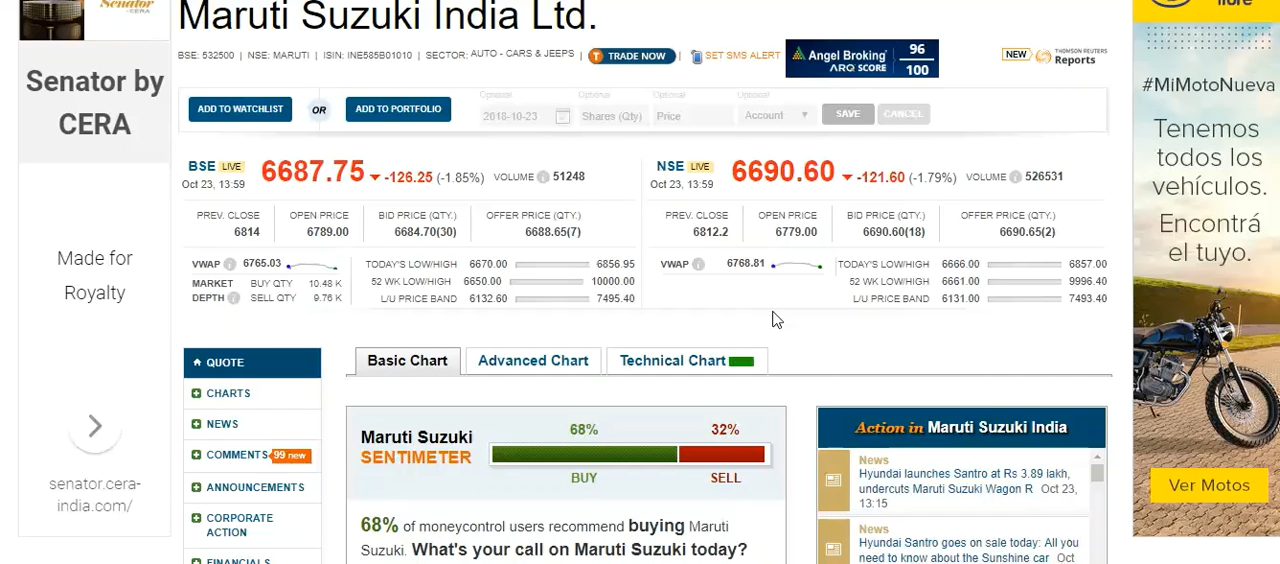 Senator
CERA
fiore
Maruti Suzuki India Ltd.
BSE: 532500 | NSE: MARUTI | ISIN: INE585B01010 | SECTOR: AUTO - CARS & JEEPS | T TRADE NOW | SET SMS ALERT
Angel Broking
ARQ SCORE
96
100
NEW
THOMSON REUTERS
Reports
Senator by
CERA
Made for
Royalty
senator.cera-
india.com/
ADD TO WATCHLIST OR ADD TO PORTFOLIO
Optional Optional Optional Optional
2018-10-23 Shares (Qty) Price Account SAVE CANCEL
BSE LIVE
Oct 23, 13:59
6687.75 -126.25 (-1.85%) VOLUME 51248
PREV. CLOSE OPEN PRICE BID PRICE (QTY.) OFFER PRICE (QTY.)
6814 6789.00 6684.70(30) 6688.65(7)
VWAP 6765.03 TODAY'S LOW/HIGH 6670.00 6856.95
MARKET BUY QTY 10.48 K 52 WK LOW/HIGH 6650.00 10000.00
DEPTH SELL QTY 9.76 K L/U PRICE BAND 6132.60 7495.40
NSE LIVE
Oct 23, 13:59
6690.60 -121.60 (-1.79%) VOLUME 526531
PREV. CLOSE OPEN PRICE BID PRICE (QTY.) OFFER PRICE (QTY.)
6812.2 6779.00 6690.60(18) 6690.65(2)
VWAP 6768.81 TODAY'S LOW/HIGH 6666.00 6857.00
52 WK LOW/HIGH 6661.00 9996.40
L/U PRICE BAND 6131.00 7493.40
QUOTE
CHARTS
NEWS
COMMENTS 99 new
ANNOUNCEMENTS
CORPORATE
ACTION
FINANCIALS
Basic Chart Advanced Chart Technical Chart
68% 32%
Maruti Suzuki
SENTIMETER
BUY SELL
68% of moneycontrol users recommend buying Maruti
Suzuki. What's your call on Maruti Suzuki today?
Action in Maruti Suzuki India
News
Hyundai launches Santro at Rs 3.89 lakh,
undercuts Maruti Suzuki Wagon R Oct 23,
13:15
News
Hyundai Santro goes on sale today: All you
need to know about the Sunshine car Oct
#MiMotoNueva
Tenemos
todos los
vehículos.
Encontrá
el tuyo.
Ver Motos